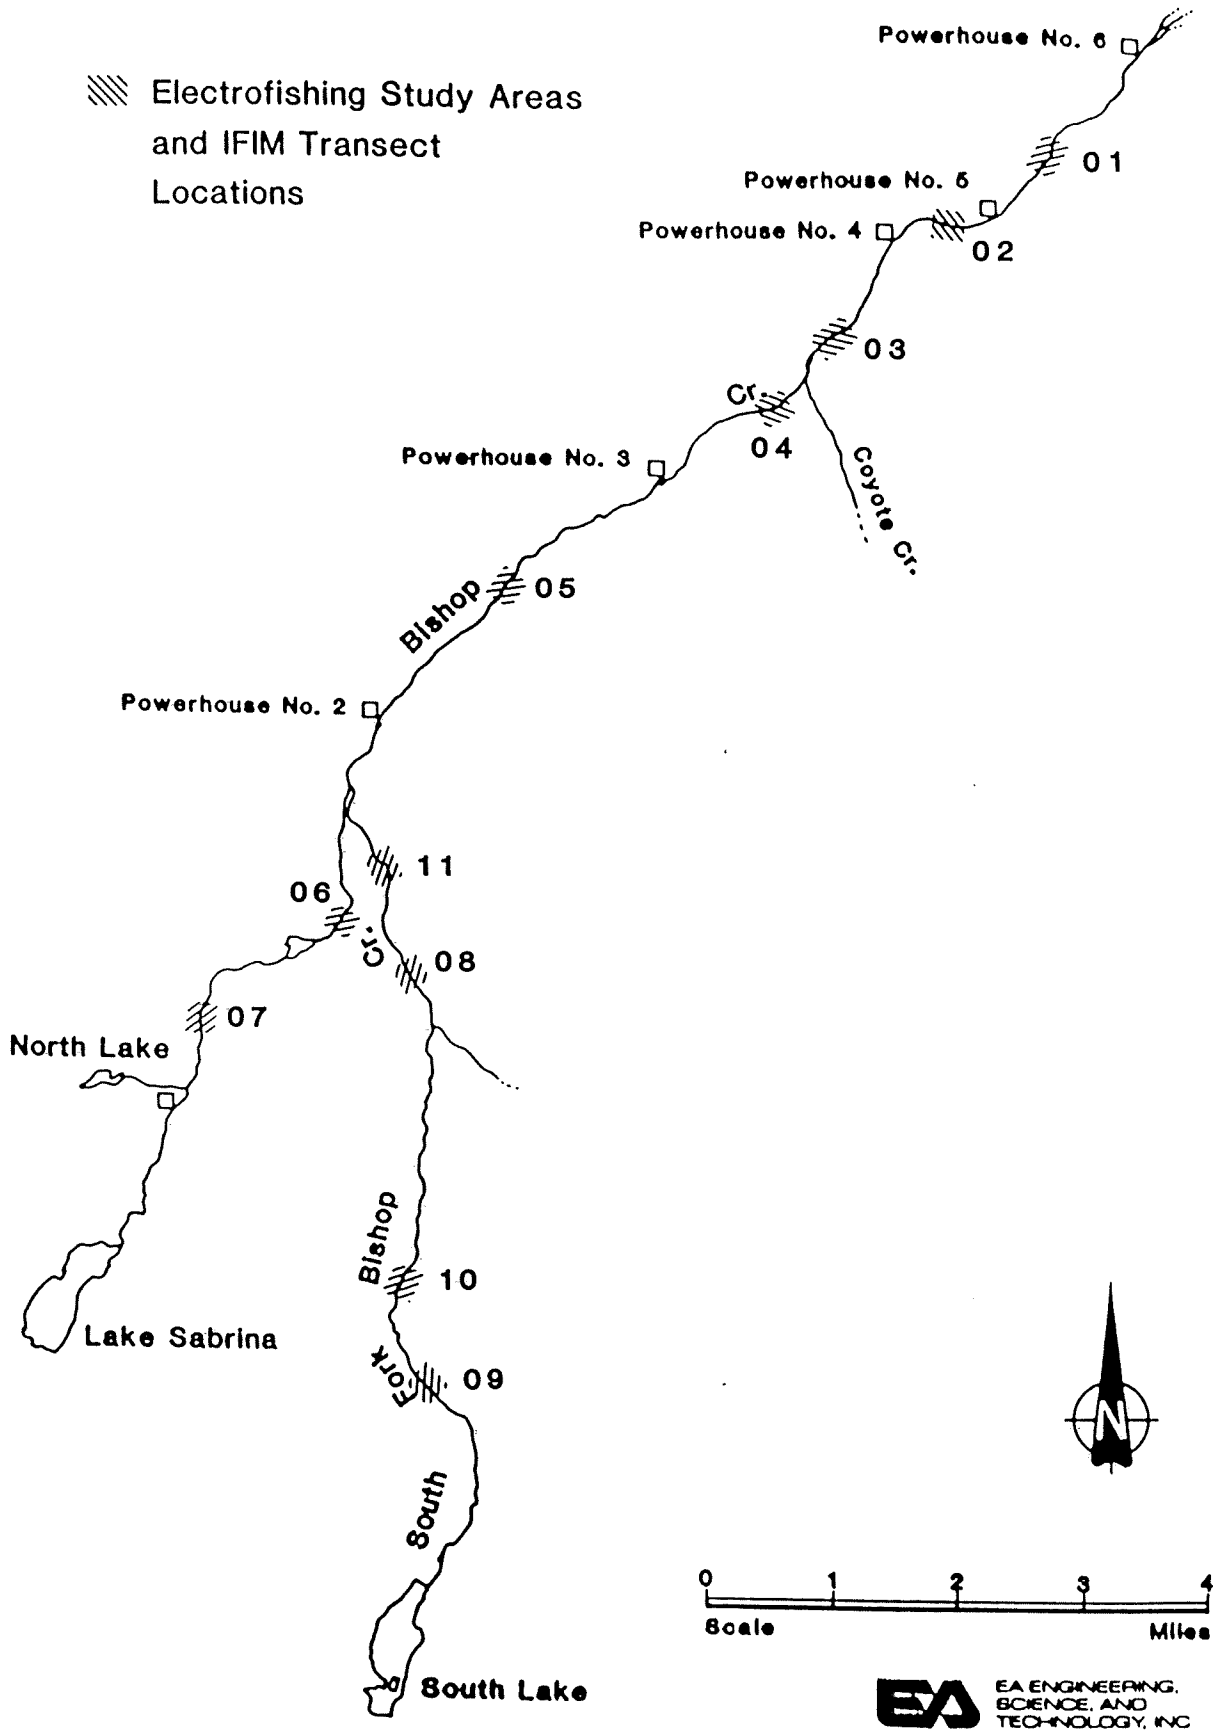 Powerhouse No. 6
Electrofishing Study Areas
and IFIM Transect
Locations
01
Powerhouse No. 5
Powerhouse No. 4
02
03
Cr.
04
Powerhouse No. 3
Coyote Cr.
05
Bishop
Powerhouse No. 2
11
06
Cr.
08
07
North Lake
Bishop
10
Lake Sabrina
Fork
09
N
South
0 1 2 3 4
Scale Miles
South Lake
EA
EA ENGINEERING,
SCIENCE, AND
TECHNOLOGY, INC